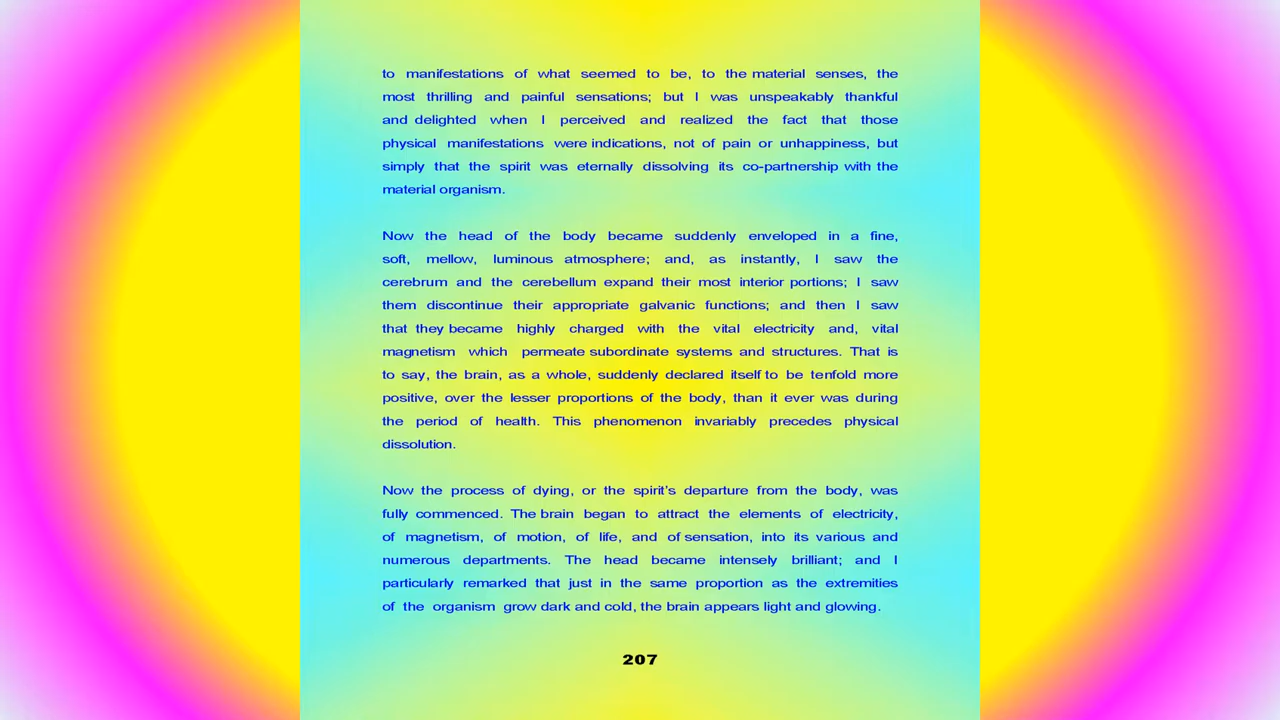 to manifestations of what seemed to be, to the material senses, the
most thrilling and painful sensations; but I was unspeakably thankful
and delighted when I perceived and realized the fact that those
physical manifestations were indications, not of pain or unhappiness, but
simply that the spirit was eternally dissolving its co-partnership with the
material organism.
Now the head of the body became suddenly enveloped in a fine,
soft, mellow, luminous atmosphere; and, as instantly, I saw the
cerebrum and the cerebellum expand their most interior portions; I saw
them discontinue their appropriate galvanic functions; and then I saw
that they became highly charged with the vital electricity and, vital
magnetism which permeate subordinate systems and structures. That is
to say, the brain, as a whole, suddenly declared itself to be tenfold more
positive, over the lesser proportions of the body, than it ever was during
the period of health. This phenomenon invariably precedes physical
dissolution.
Now the process of dying, or the spirit's departure from the body, was
fully commenced. The brain began to attract the elements of electricity,
of magnetism, of motion, of life, and of sensation, into its various and
numerous departments. The head became intensely brilliant; and I
particularly remarked that just in the same proportion as the extremities
of the organism grow dark and cold, the brain appears light and glowing.
207